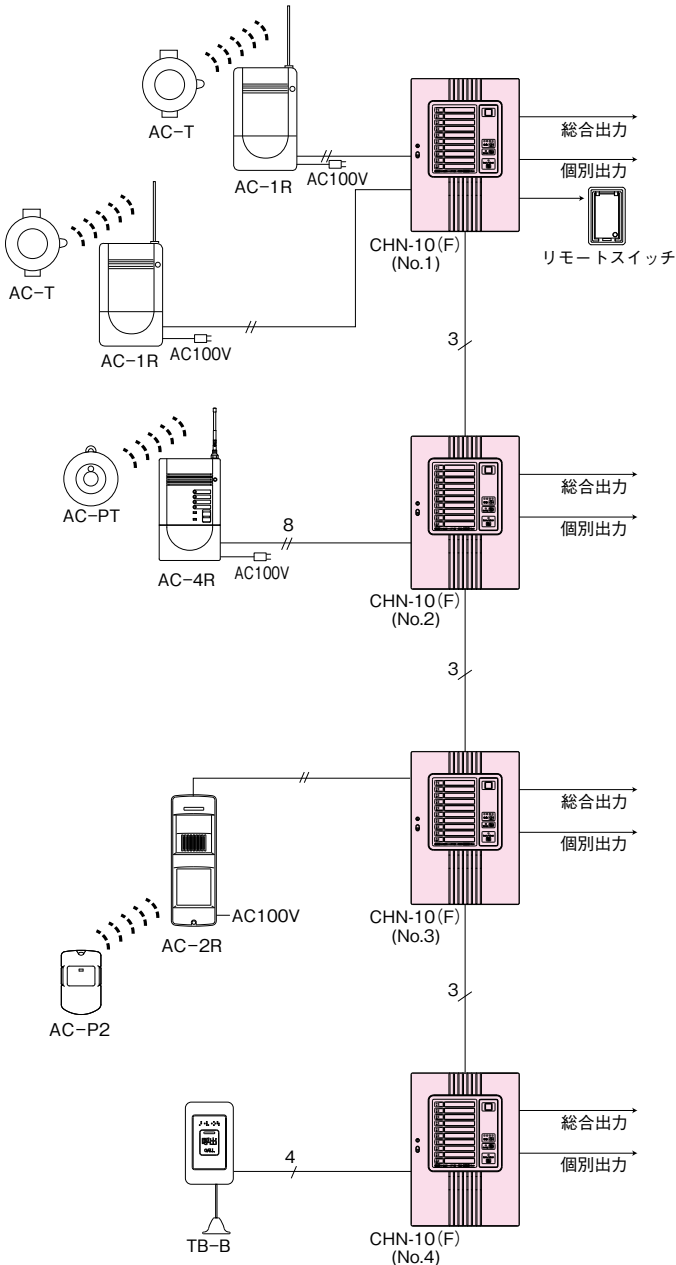 AC-T
AC-1R
AC100V
総合出力
個別出力
リモートスイッチ
CHN-10(F)
(No.1)
AC-T
AC-1R
AC100V
3
AC-PT
AC-4R
AC100V
8
総合出力
個別出力
CHN-10(F)
(No.2)
3
AC100V
AC-2R
AC-P2
総合出力
個別出力
CHN-10(F)
(No.3)
3
呼出
CALL
4
TB-B
総合出力
個別出力
CHN-10(F)
(No.4)